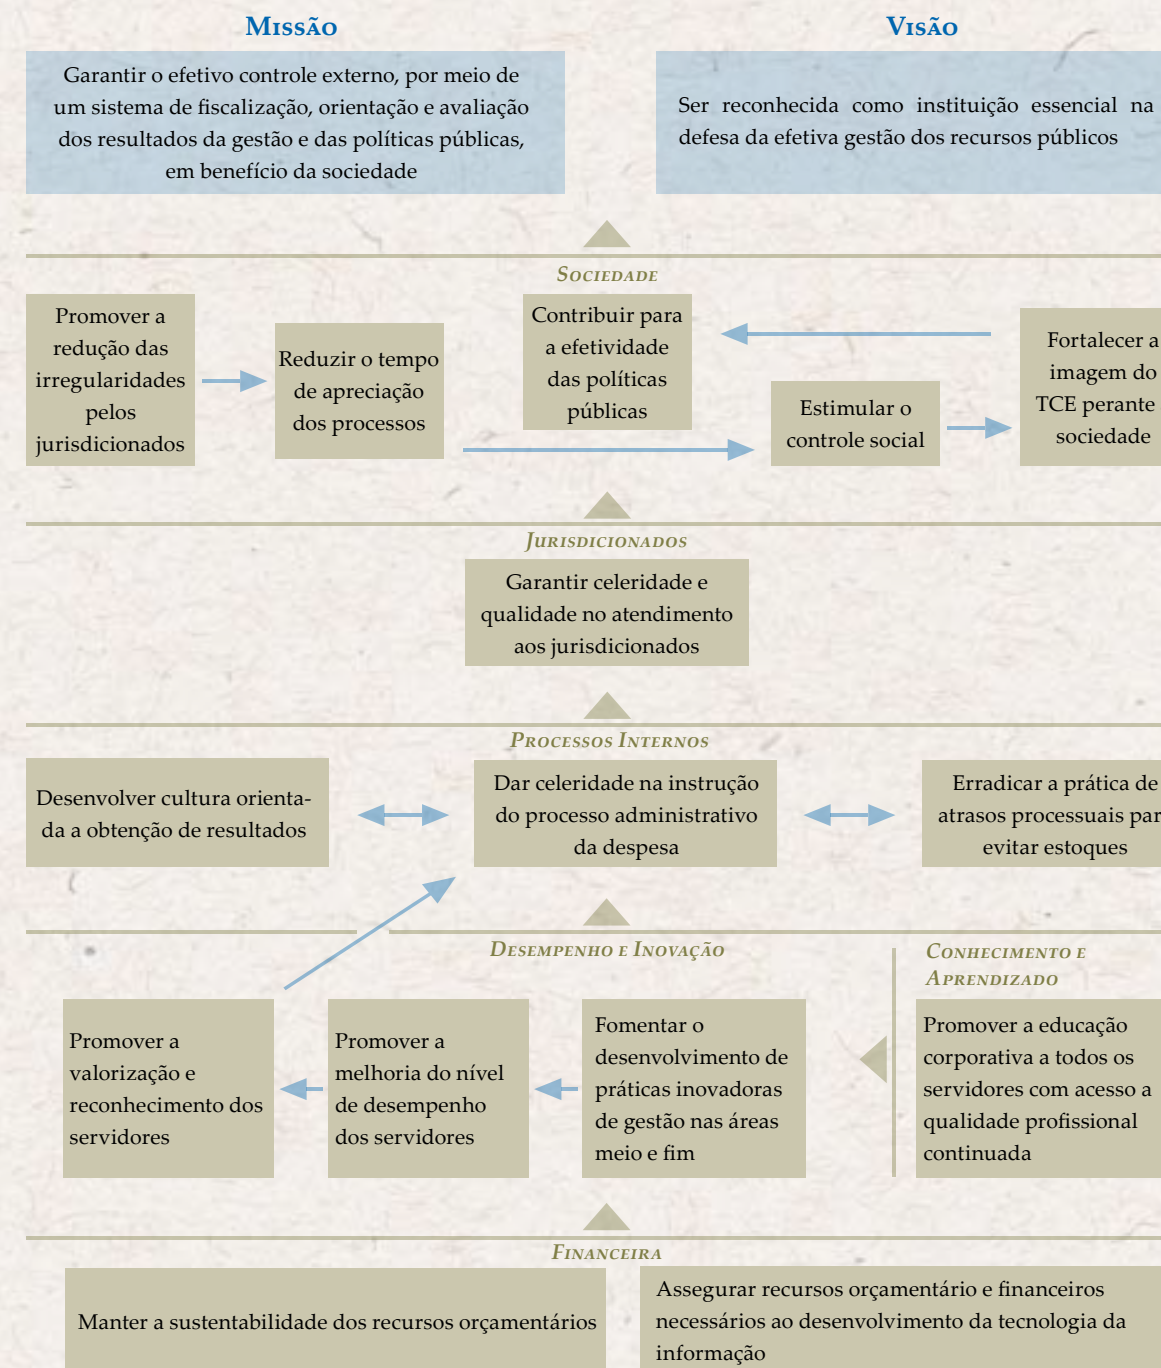 Missão
Garantir o efetivo controle externo, por meio de
um sistema de fiscalização, orientação e avaliação
dos resultados da gestão e das políticas públicas,
em benefício da sociedade
Visão
Ser reconhecida como instituição essencial na
defesa da efetiva gestão dos recursos públicos
Sociedade
Promover a
redução das
irregularidades
pelos
jurisdicionados
Reduzir o tempo
de apreciação
dos processos
Contribuir para
a efetividade
das políticas
públicas
Estimular o
controle social
Fortalecer a
imagem do
TCE perante
sociedade
Jurisdicionados
Garantir celeridade e
qualidade no atendimento
aos jurisdicionados
Processos Internos
Desenvolver cultura orienta-
da a obtenção de resultados
Dar celeridade na instrução
do processo administrativo
da despesa
Erradicar a prática de
atrasos processuais par
evitar estoques
Desempenho e Inovação
Promover a
valorização e
reconhecimento dos
servidores
Promover a
melhoria do nível
de desempenho
dos servidores
Fomentar o
desenvolvimento de
práticas inovadoras
de gestão nas áreas
meio e fim
Conhecimento e
Aprendizado
Promover a educação
corporativa a todos os
servidores com acesso a
qualidade profissional
continuada
Financeira
Manter a sustentabilidade dos recursos orçamentários
Assegurar recursos orçamentário e financeiros
necessários ao desenvolvimento da tecnologia da
informação